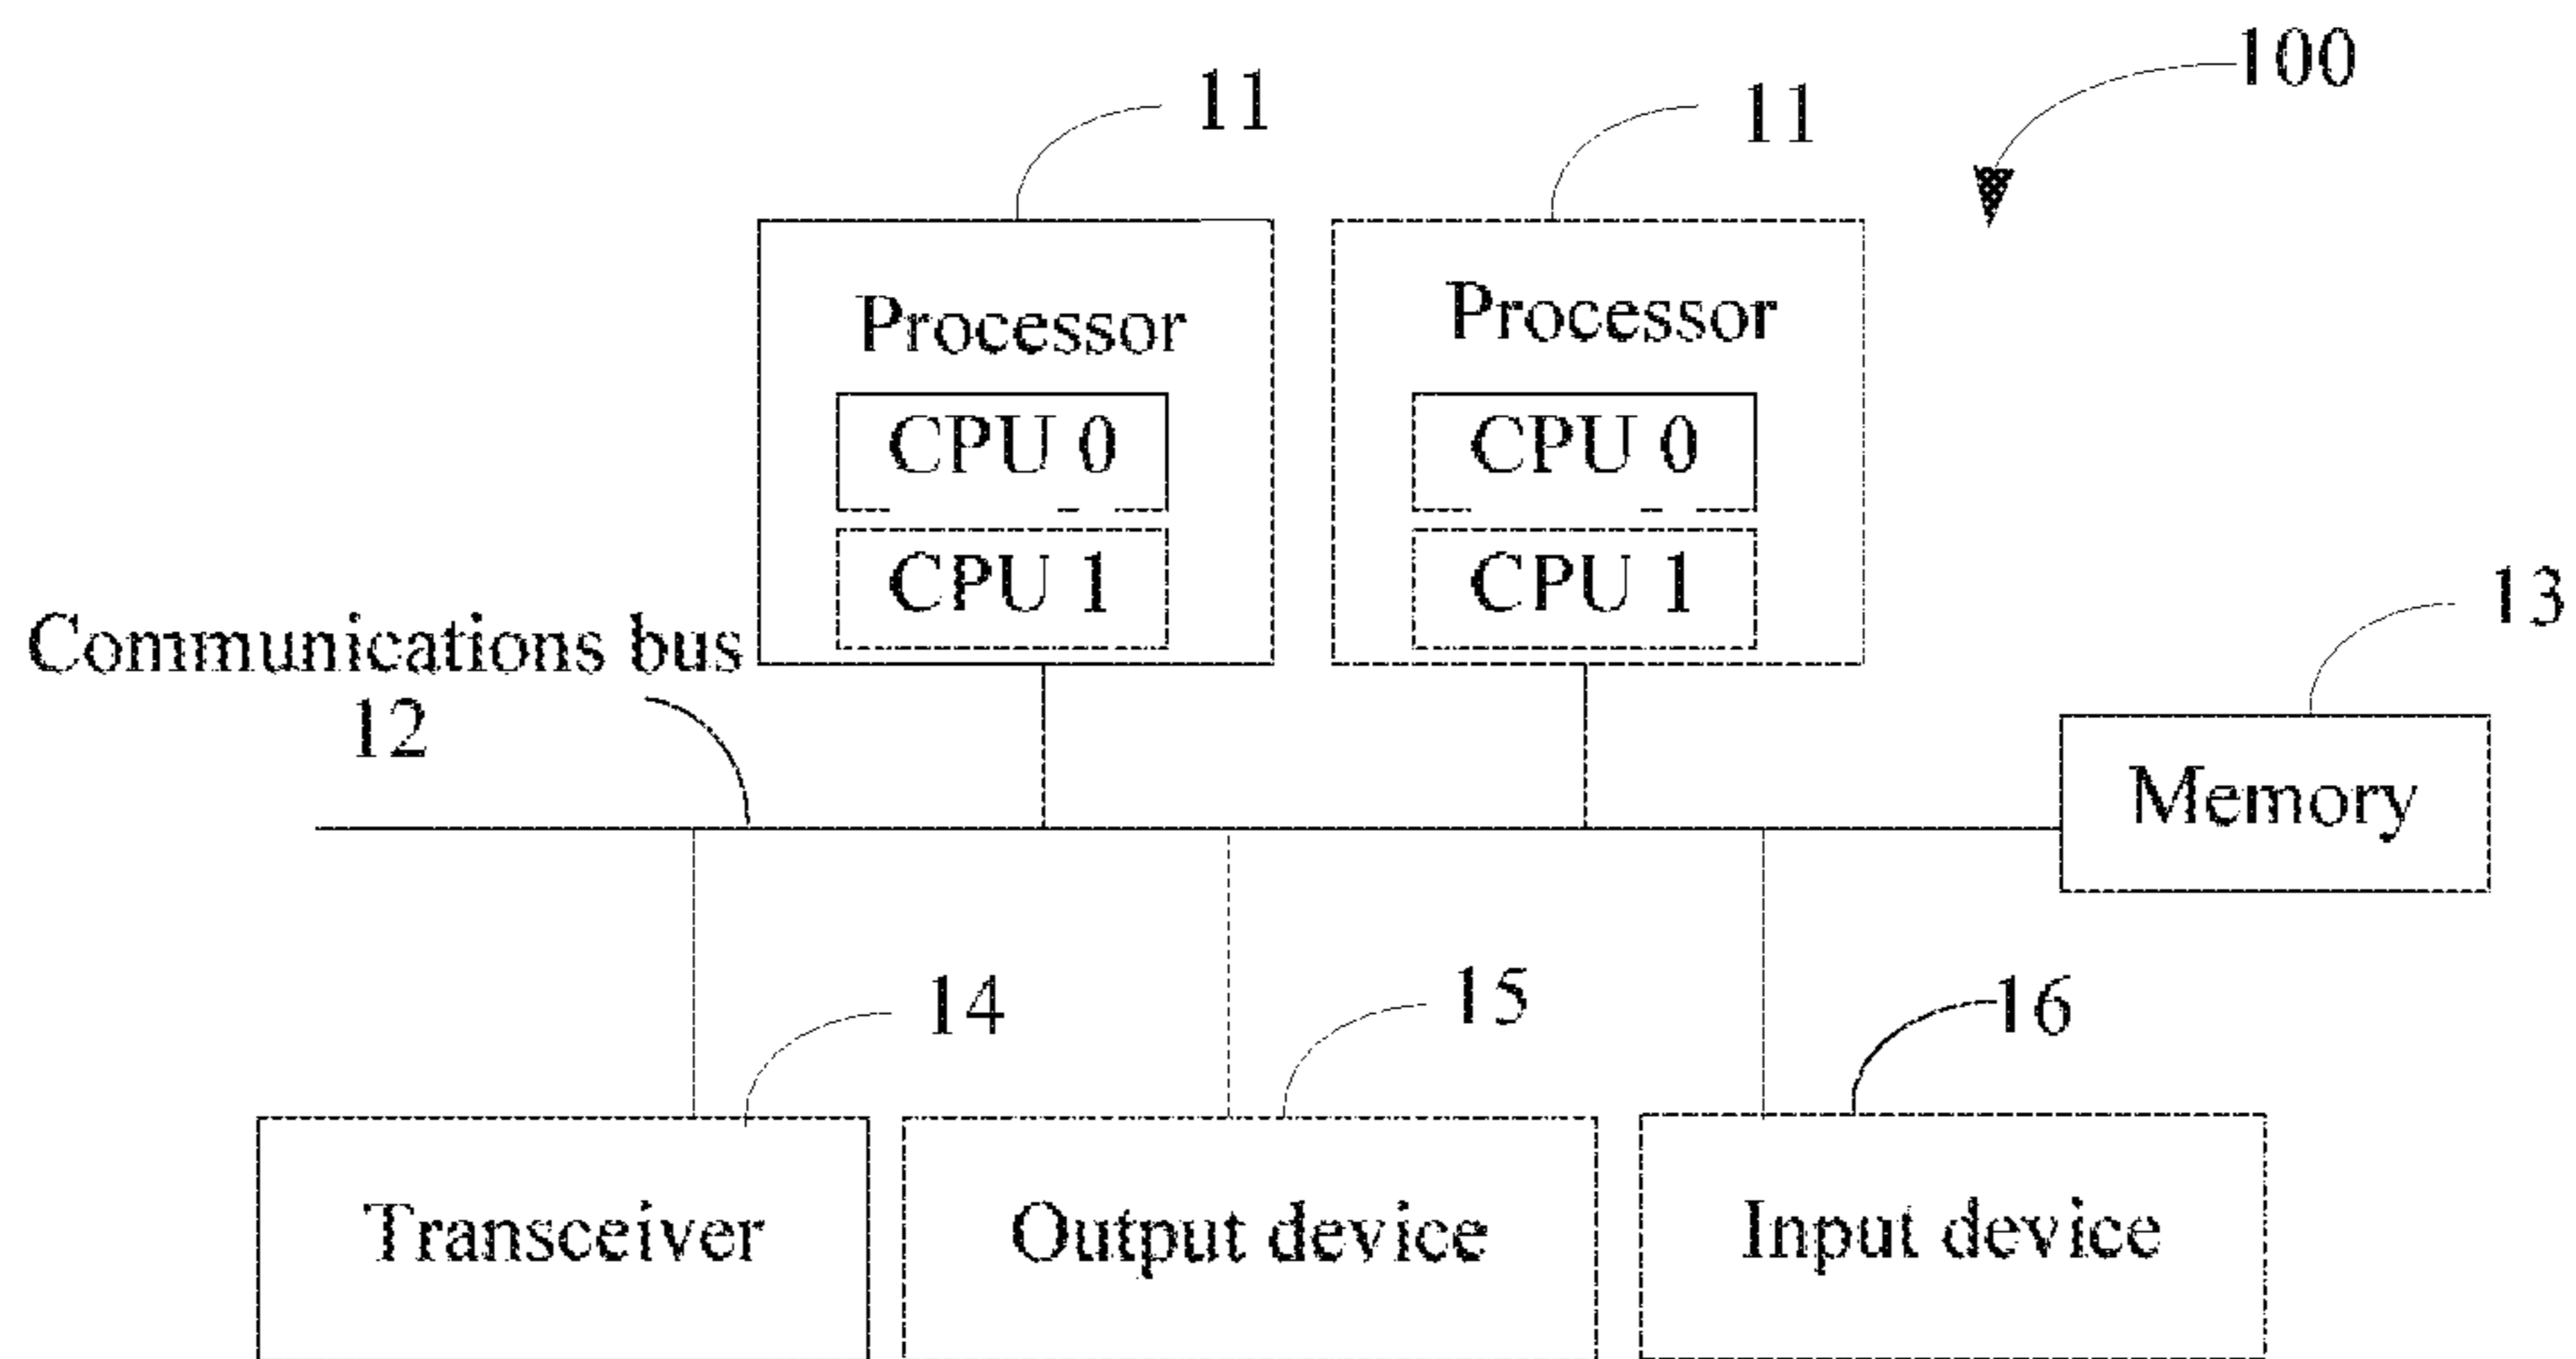 100
11
11
Processor
Processor
CPU 0
CPU 0
CPU 1
CPU 1
13
Communications bus
12
Memory
14
15
16
Transceiver
Output device
Input device